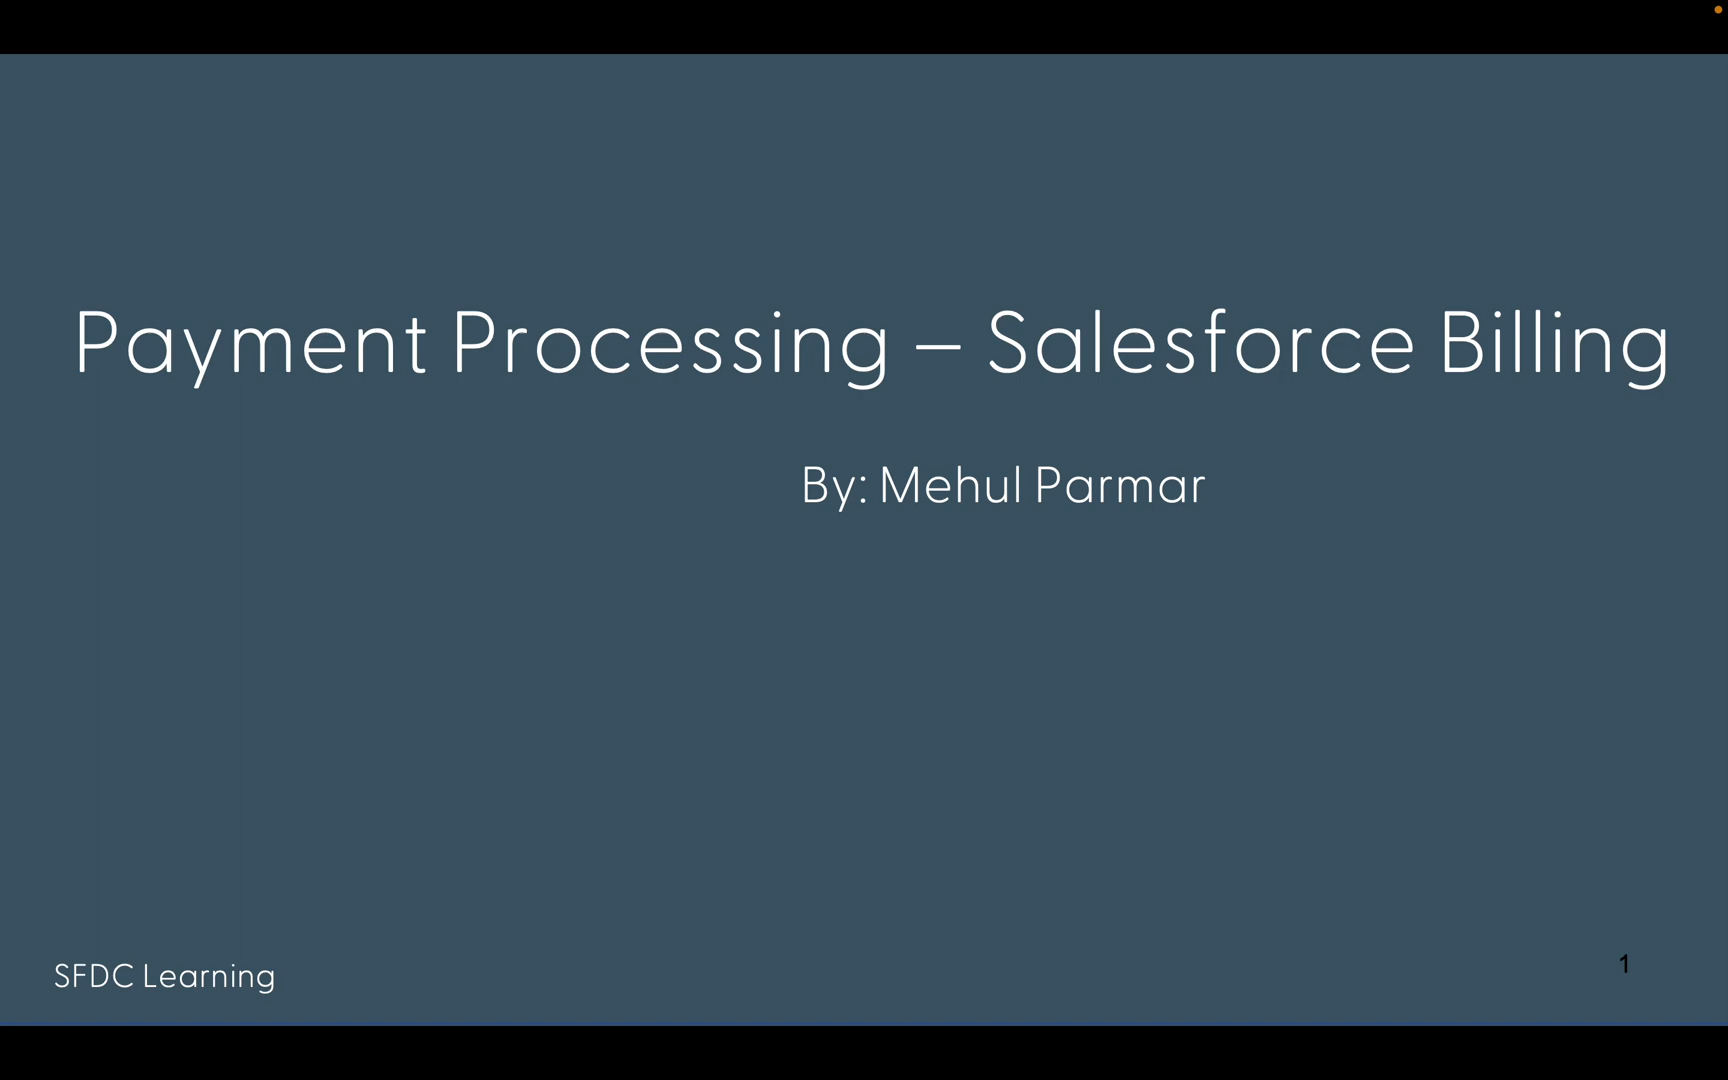 Payment Processing – Salesforce Billing
By: Mehul Parmar
SFDC Learning
1